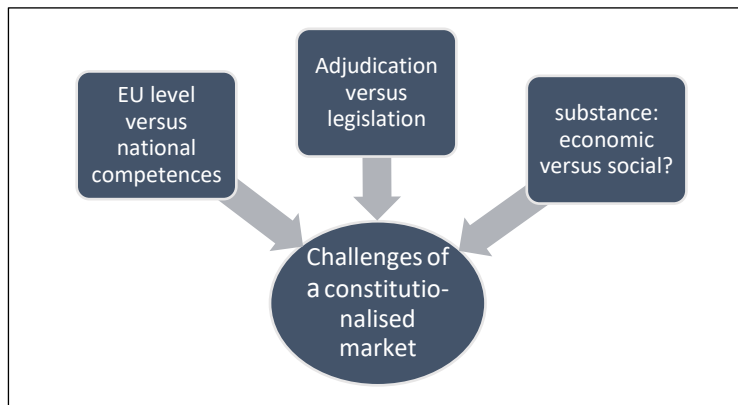 EU level
versus
national
competences
Adjudication
versus
legislation
substance:
economic
versus social?
Challenges of
a constitutio-
nalised
market